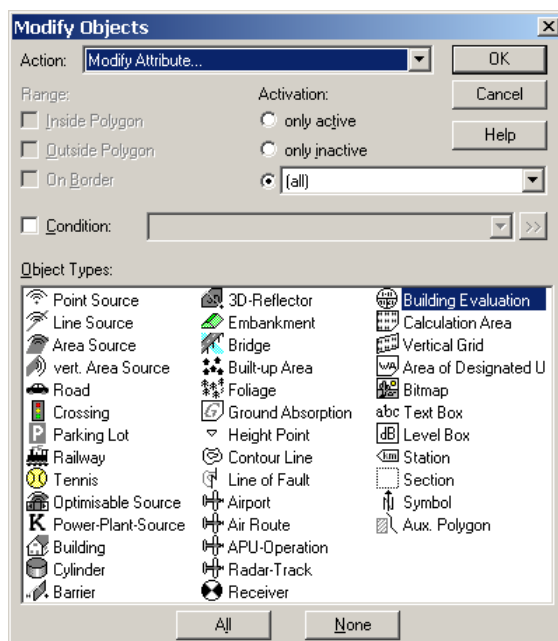 Modify Objects
Action: Modify Attribute... OK
Range: Activation: Cancel
Inside Polygon only active
Outside Polygon only inactive Help
On Border (all)
Condition: >>
Object Types:
Point Source 3D-Reflector Building Evaluation
Line Source Embankment Calculation Area
Area Source Bridge Vertical Grid
vert. Area Source Built-up Area WA Area of Designated U
Road Foliage Bitmap
Crossing G Ground Absorption abc Text Box
P Parking Lot Height Point dB Level Box
Railway Contour Line km Station
Tennis Line of Fault Section
Optimisable Source Airport Symbol
K Power-Plant-Source Air Route Aux. Polygon
Building APU-Operation
Cylinder Radar-Track
Barrier Receiver
All None